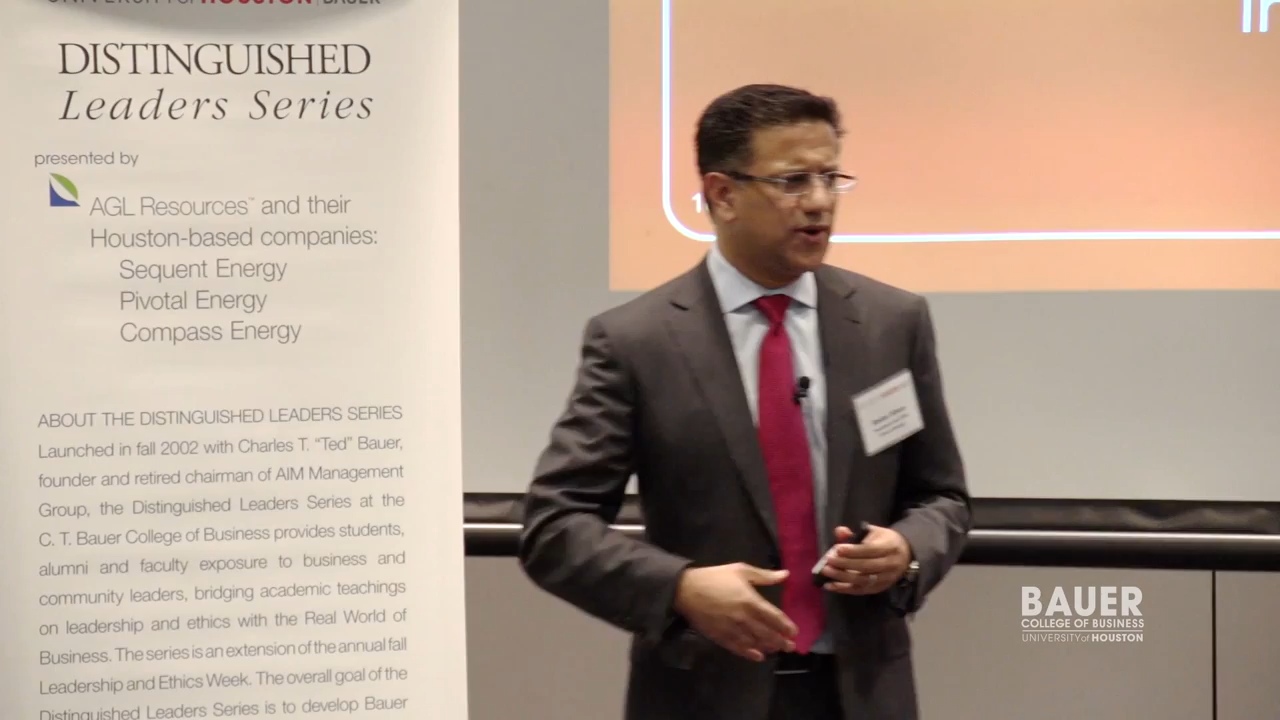 UNIVERSITY of HOUSTON | BAUER
DISTINGUISHED
Leaders Series
presented by
AGL Resources™ and their
Houston-based companies:
Sequent Energy
Pivotal Energy
Compass Energy
ABOUT THE DISTINGUISHED LEADERS SERIES
Launched in fall 2002 with Charles T. “Ted” Bauer,
founder and retired chairman of AIM Management
Group, the Distinguished Leaders Series at the
C. T. Bauer College of Business provides students,
alumni and faculty exposure to business and
community leaders, bridging academic teachings
on leadership and ethics with the Real World of
Business. The series is an extension of the annual fall
Leadership and Ethics Week. The overall goal of the
Distinguished Leaders Series is to develop Bauer
BAUER
COLLEGE OF BUSINESS
UNIVERSITY of HOUSTON